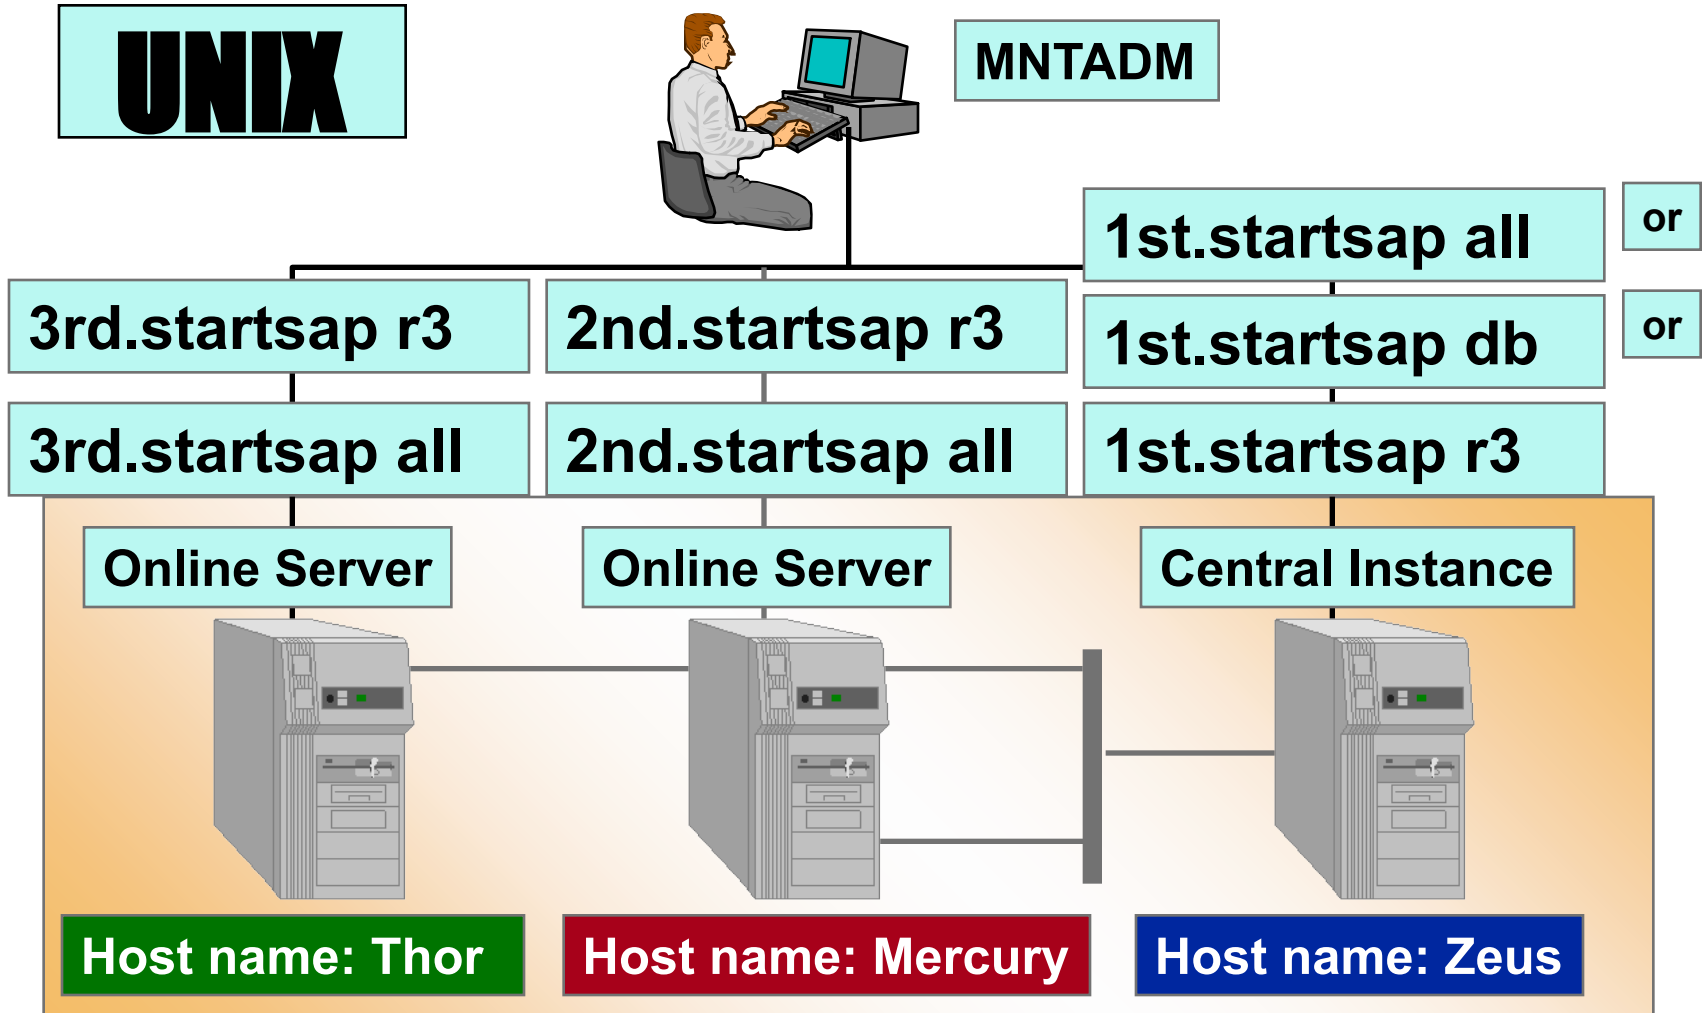 UNIX
MNTADM
1st.startsap all
or
3rd.startsap r3
2nd.startsap r3
1st.startsap db
or
3rd.startsap all
2nd.startsap all
1st.startsap r3
Online Server
Online Server
Central Instance
Host name: Thor
Host name: Mercury
Host name: Zeus